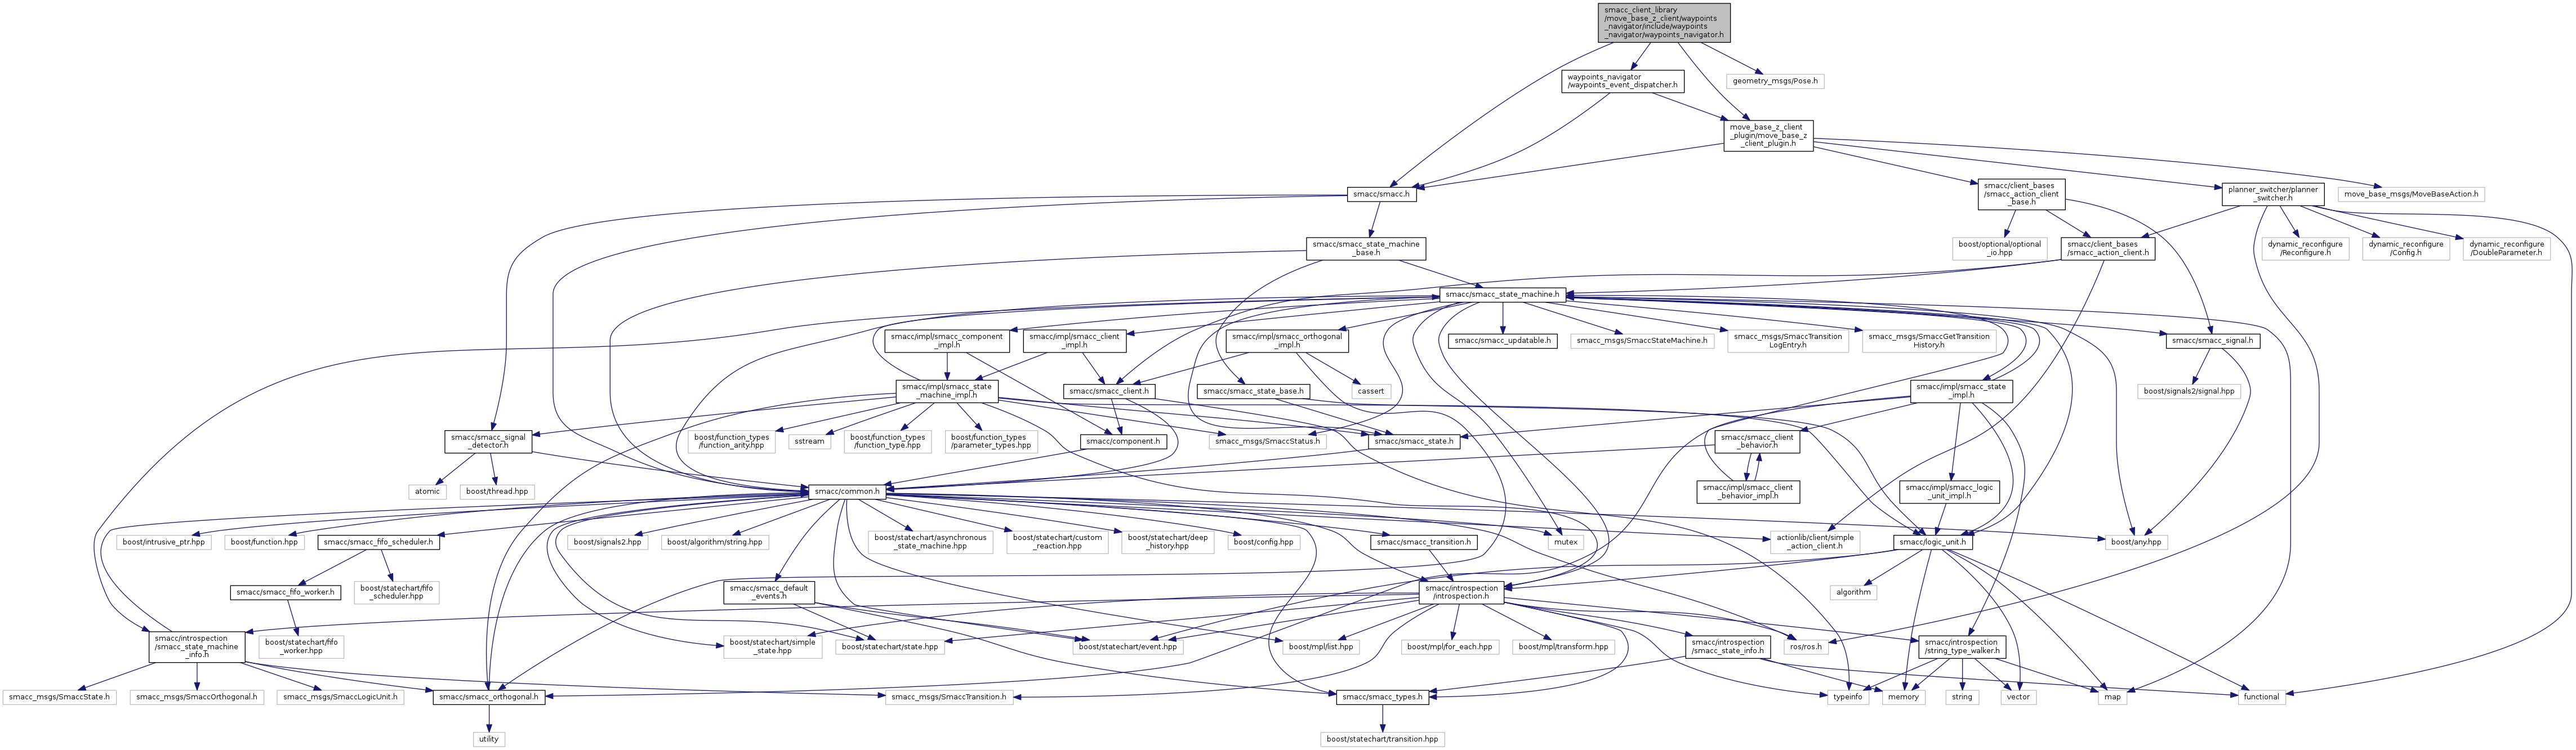 smacc_client_library
/move_base_z_client/waypoints
_navigator/include/waypoints
_navigator/waypoints_navigator.h
waypoints_navigator
/waypoints_event_dispatcher.h
geometry_msgs/Pose.h
move_base_z_client
_plugin/move_base_z
_client_plugin.h
smacc/smacc.h
smacc/client_bases
/smacc_action_client
_base.h
planner_switcher/planner
_switcher.h
move_base_msgs/MoveBaseAction.h
smacc/smacc_state_machine
_base.h
boost/optional/optional
_io.hpp
smacc/client_bases
/smacc_action_client.h
dynamic_reconfigure
/Reconfigure.h
dynamic_reconfigure
/Config.h
dynamic_reconfigure
/DoubleParameter.h
smacc/smacc_state_machine.h
smacc/impl/smacc_component
_impl.h
smacc/impl/smacc_client
_impl.h
smacc/impl/smacc_orthogonal
_impl.h
smacc/smacc_updatable.h
smacc_msgs/SmaccStateMachine.h
smacc_msgs/SmaccTransition
LogEntry.h
smacc_msgs/SmaccGetTransition
History.h
smacc/smacc_signal.h
smacc/impl/smacc_state
_machine_impl.h
smacc/smacc_client.h
smacc/smacc_state_base.h
cassert
smacc/impl/smacc_state
_impl.h
boost/signals2/signal.hpp
smacc/smacc_signal
_detector.h
boost/function_types
/function_arity.hpp
sstream
boost/function_types
/function_type.hpp
boost/function_types
/parameter_types.hpp
smacc/component.h
smacc_msgs/SmaccStatus.h
smacc/smacc_state.h
smacc/smacc_client
_behavior.h
atomic
boost/thread.hpp
smacc/common.h
smacc/impl/smacc_client
_behavior_impl.h
smacc/impl/smacc_logic
_unit_impl.h
boost/intrusive_ptr.hpp
boost/function.hpp
smacc/smacc_fifo_scheduler.h
boost/signals2.hpp
boost/algorithm/string.hpp
boost/statechart/asynchronous
_state_machine.hpp
boost/statechart/custom
_reaction.hpp
boost/statechart/deep
_history.hpp
boost/config.hpp
smacc/smacc_transition.h
mutex
actionlib/client/simple
_action_client.h
smacc/logic_unit.h
boost/any.hpp
smacc/smacc_fifo_worker.h
boost/statechart/fifo
_scheduler.hpp
smacc/smacc_default
_events.h
smacc/introspection
/introspection.h
algorithm
smacc/introspection
/smacc_state_machine
_info.h
boost/statechart/fifo
_worker.hpp
boost/statechart/simple
_state.hpp
boost/statechart/state.hpp
boost/statechart/event.hpp
boost/mpl/list.hpp
boost/mpl/for_each.hpp
boost/mpl/transform.hpp
smacc/introspection
/smacc_state_info.h
ros/ros.h
smacc/introspection
/string_type_walker.h
smacc_msgs/SmaccState.h
smacc_msgs/SmaccOrthogonal.h
smacc_msgs/SmaccLogicUnit.h
smacc/smacc_orthogonal.h
smacc_msgs/SmaccTransition.h
smacc/smacc_types.h
typeinfo
memory
string
vector
map
functional
utility
boost/statechart/transition.hpp